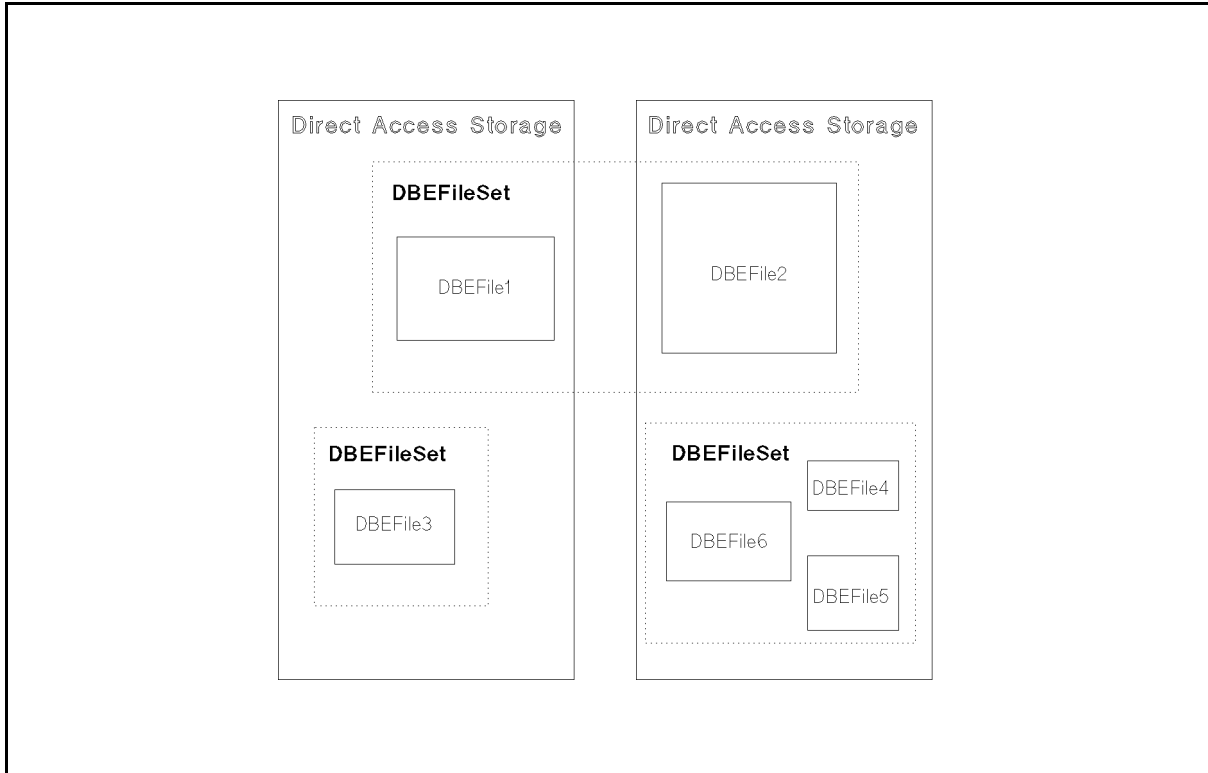 Direct Access Storage
Direct Access Storage
DBEFileSet
DBEFile1
DBEFile2
DBEFileSet
DBEFile3
DBEFileSet
DBEFile4
DBEFile6
DBEFile5